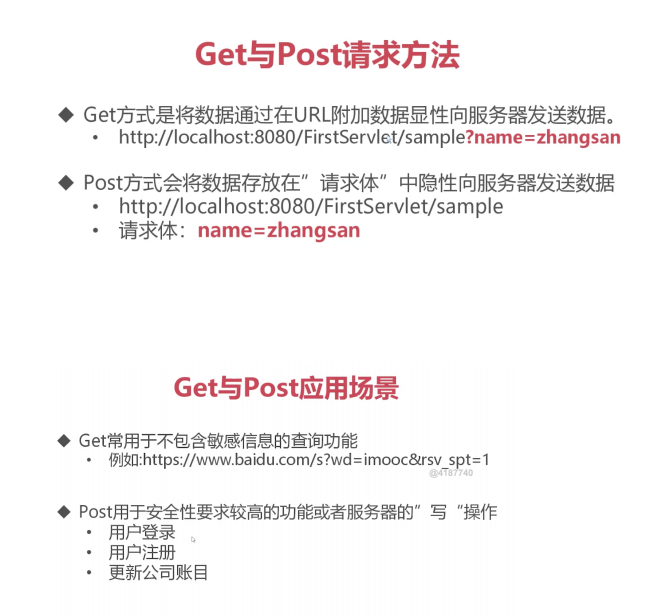 Get与Post请求方法
◆ Get方式是将数据通过在URL附加数据显性向服务器发送数据。
• http://localhost:8080/FirstServlet/sample?name=zhangsan
◆ Post方式会将数据存放在”请求体”中隐性向服务器发送数据
• http://localhost:8080/FirstServlet/sample
• 请求体：name=zhangsan
Get与Post应用场景
◆ Get常用于不包含敏感信息的查询功能
• 例如:https://www.baidu.com/s?wd=imooc&rsv_spt=1
@4187740
◆ Post用于安全性要求较高的功能或者服务器的”写“操作
• 用户登录
• 用户注册
• 更新公司账目